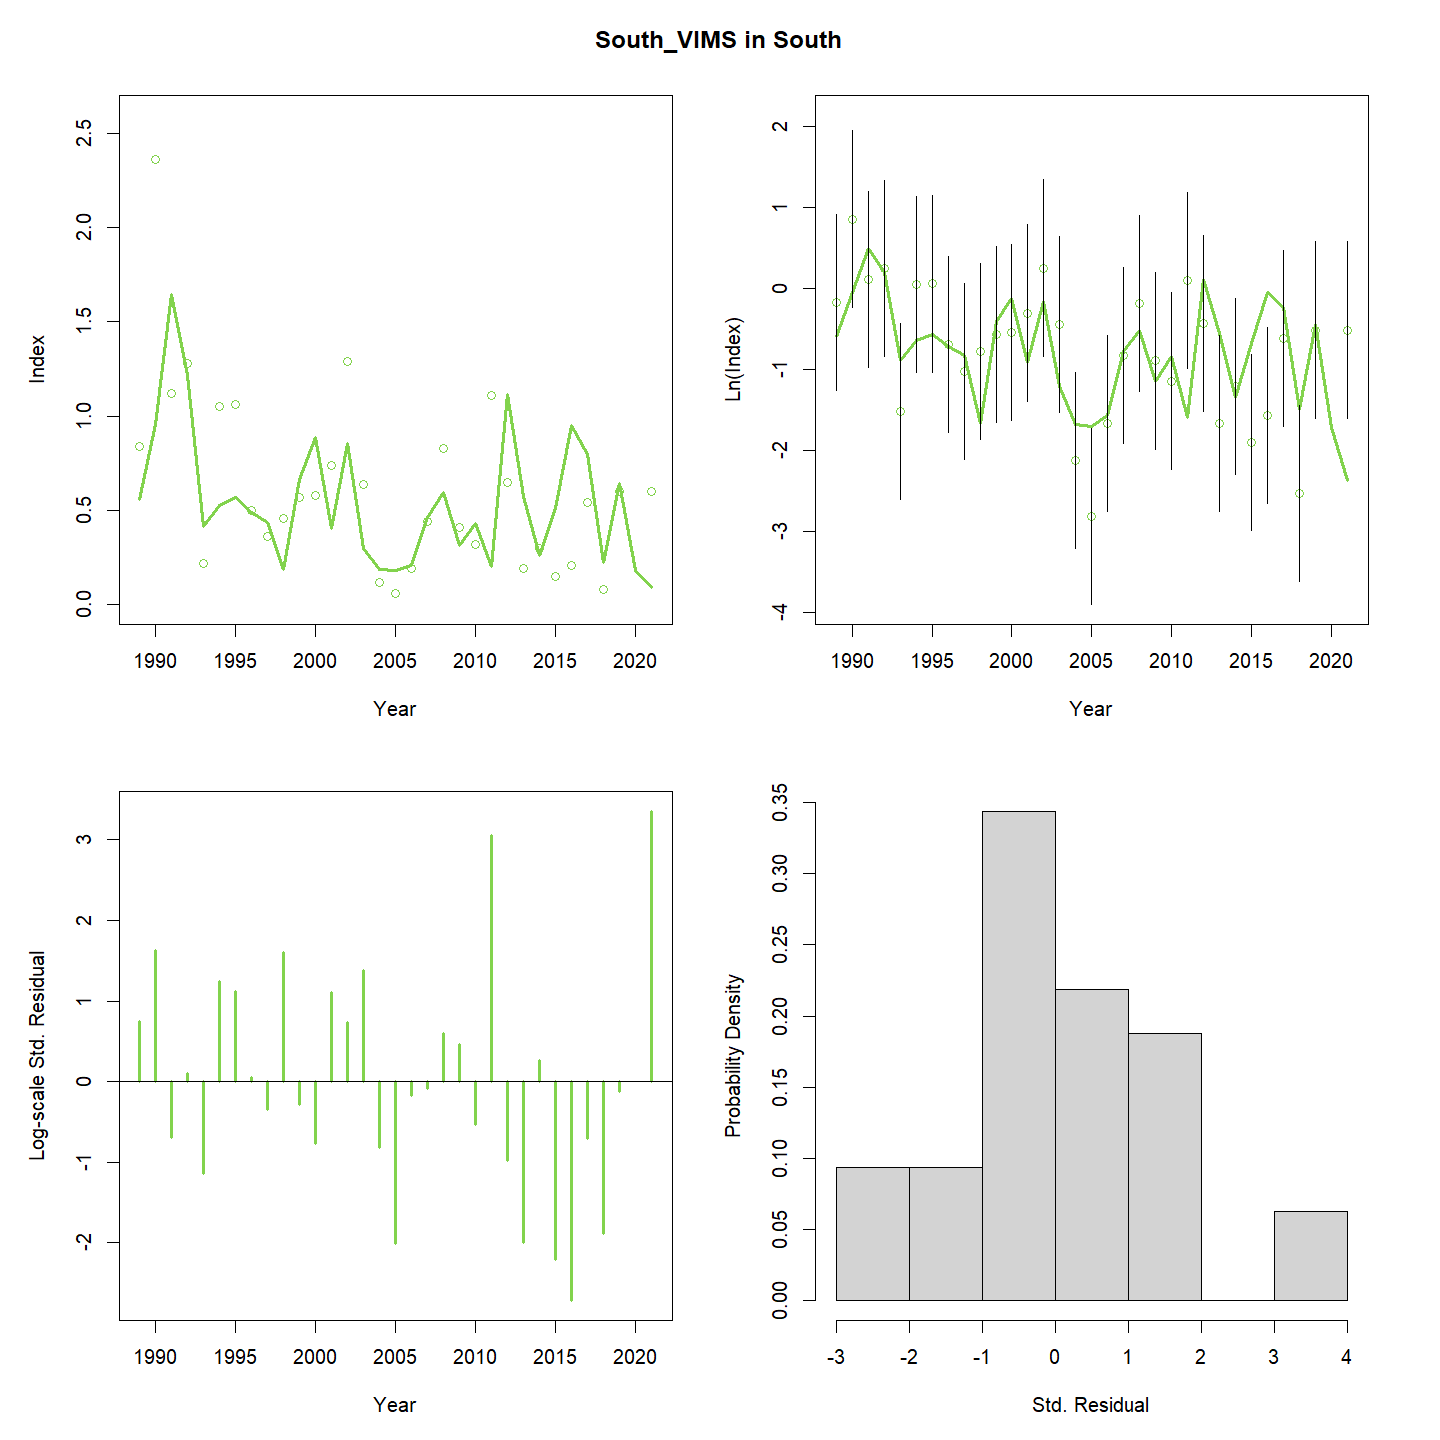 South_VIMS in South
Index
2.5
2.0
1.5
1.0
0.5
0.0
1990 1995 2000 2005 2010 2015 2020
Year
Ln(Index)
2
1
0
-1
-2
-3
-4
1990 1995 2000 2005 2010 2015 2020
Year
Log-scale Std. Residual
3
2
1
0
-1
-2
1990 1995 2000 2005 2010 2015 2020
Year
Probability Density
0.35
0.30
0.25
0.20
0.15
0.10
0.05
0.00
-3 -2 -1 0 1 2 3 4
Std. Residual